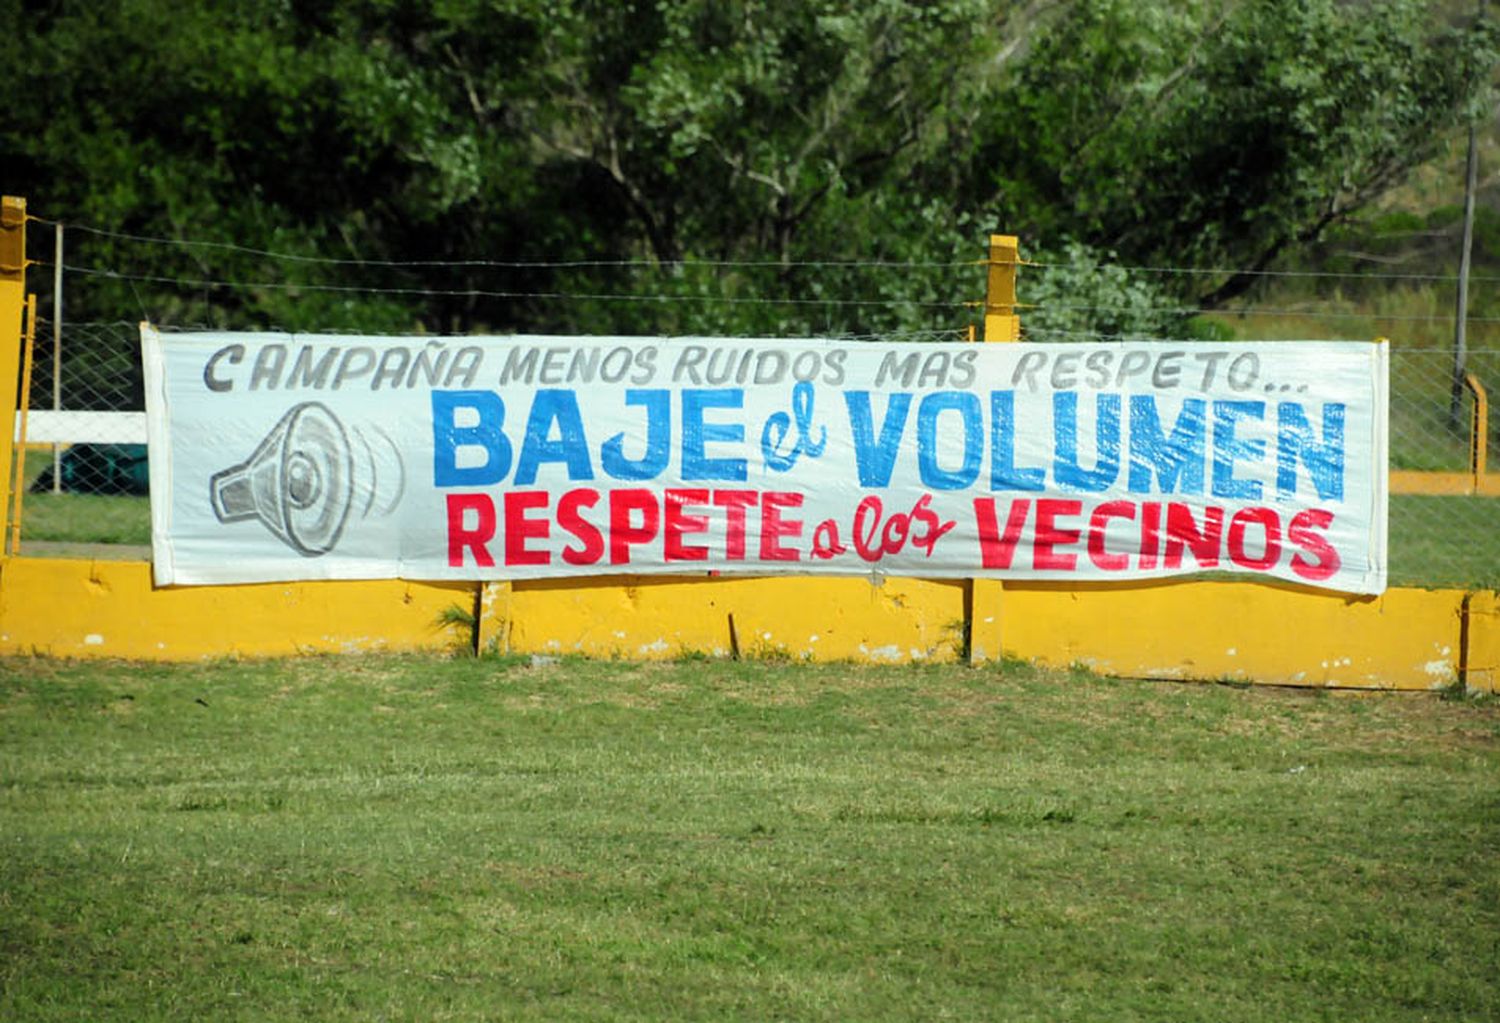 CAMPAÑA MENOS RUIDOS MAS RESPETO...
BAJE el VOLUMEN
RESPETE a los VECINOS